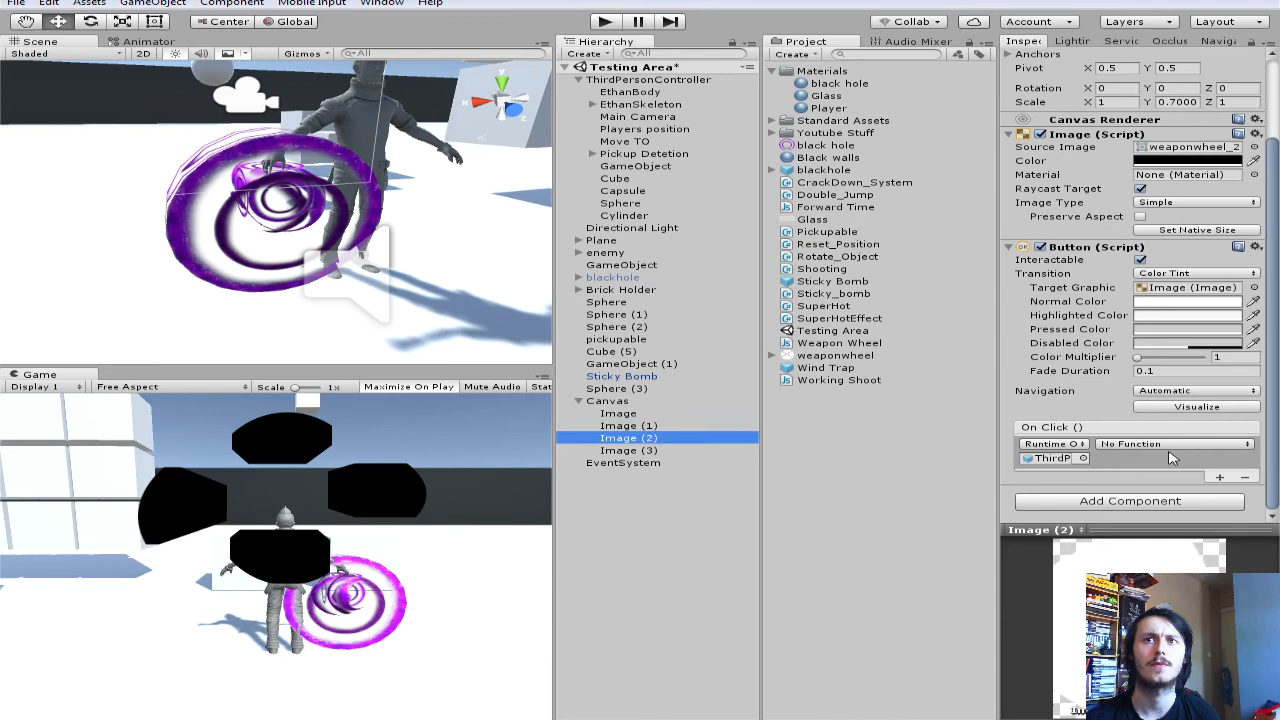 File Edit Assets GameObject Component Mobile Input Window Help
Center Global Collab Account Layers Layout
Scene Animator
Shaded 2D Gizmos All
Game
Display 1 Free Aspect Scale 1x Maximize On Play Mute Audio Stat
Hierarchy
Create All
Testing Area*
ThirdPersonController
EthanBody
EthanSkeleton
Main Camera
Players position
Move TO
Pickup Detetion
GameObject
Cube
Capsule
Sphere
Cylinder
Directional Light
Plane
enemy
GameObject
blackhole
Brick Holder
Sphere
Sphere (1)
Sphere (2)
pickupable
Cube (5)
GameObject (1)
Sticky Bomb
Sphere (3)
Canvas
Image
Image (1)
Image (2)
Image (3)
EventSystem
Project Audio Mixer
Create
Materials
black hole
Glass
Player
Standard Assets
Youtube Stuff
black hole
Black walls
blackhole
CrackDown_System
Double_Jump
Forward Time
Glass
Pickupable
Reset_Position
Rotate_Object
Shooting
Sticky Bomb
Sticky_bomb
SuperHot
SuperHotEffect
Testing Area
Weapon Wheel
weaponwheel
Wind Trap
Working Shoot
Inspec Lightin Servic Occlus Naviga
Anchors
Pivot X 0.5 Y 0.5
Rotation X 0 Y 0 Z 0
Scale X 1 Y 0.7000 Z 1
Canvas Renderer
Image (Script)
Source Image weaponwheel_2
Color
Material None (Material)
Raycast Target
Image Type Simple
Preserve Aspect
Set Native Size
Button (Script)
Interactable
Transition Color Tint
Target Graphic Image (Image)
Normal Color
Highlighted Color
Pressed Color
Disabled Color
Color Multiplier 1
Fade Duration 0.1
Navigation Automatic
Visualize
On Click ()
Runtime O No Function
ThirdP
Add Component
Image (2)